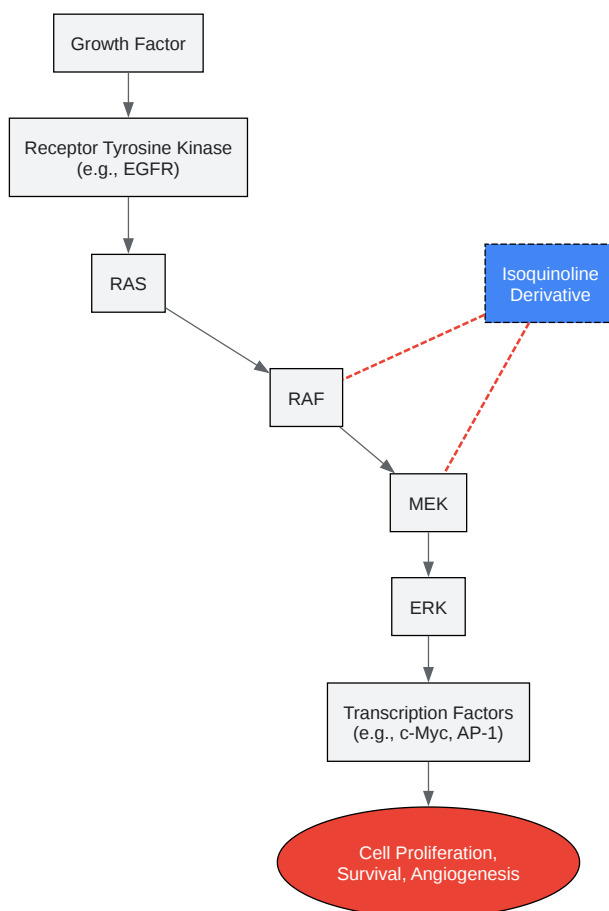 Growth Factor
Receptor Tyrosine Kinase
(e.g., EGFR)
RAS
Isoquinoline
Derivative
RAF
MEK
ERK
Transcription Factors
(e.g., c-Myc, AP-1)
Cell Proliferation,
Survival, Angiogenesis